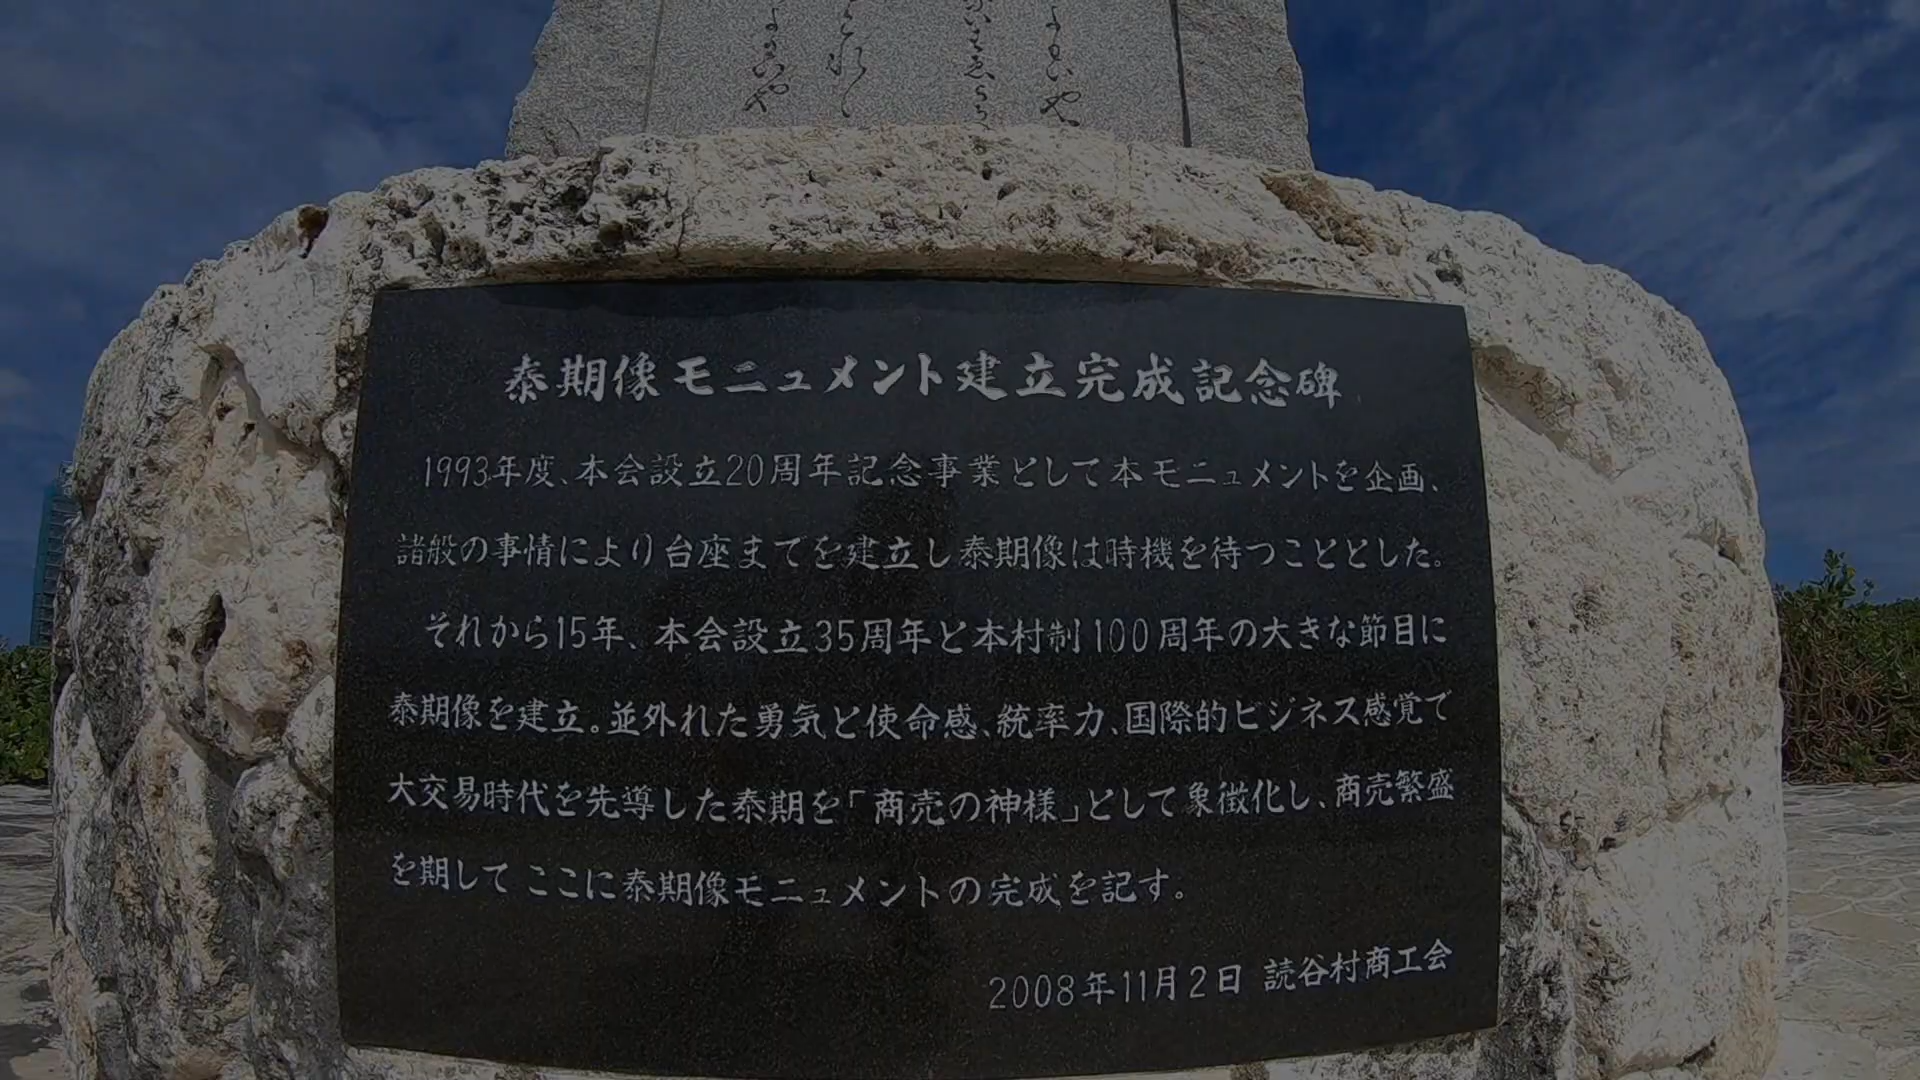 泰期像モニュメント建立完成記念碑
1993年度、本会設立20周年記念事業として本モニュメントを企画、
諸般の事情により台座までを建立し泰期像は時機を待つこととした。
それから15年、本会設立35周年と本村制100周年の大きな節目に
泰期像を建立。並外れた勇気と使命感、統率力、国際的ビジネス感覚で
大交易時代を先導した泰期を「商売の神様」として象徴化し、商売繁盛
を期して ここに泰期像モニュメントの完成を記す。
2008年11月2日 読谷村商工会